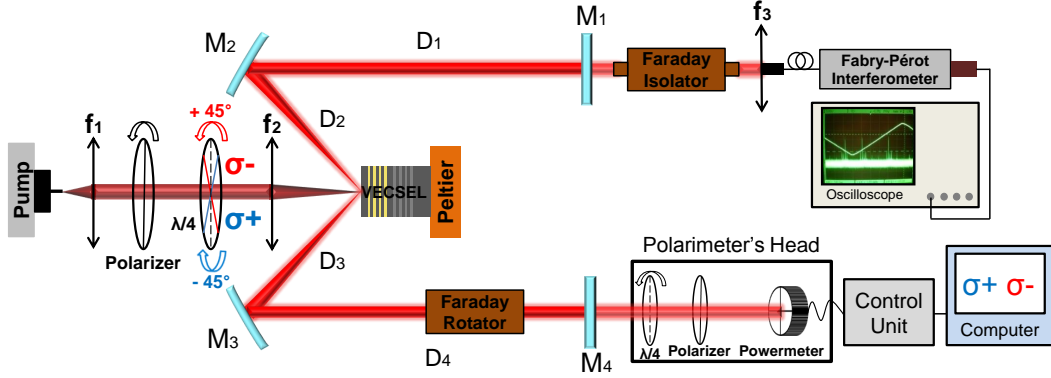 M₂
D₁
M₁
f₃
Faraday
Isolator
Fabry-Pérot
Interferometer
Oscilloscope
D₂
f₁
+ 45°
f₂
σ-
σ+
λ/4
- 45°
Pump
Polarizer
VECSEL
Peltier
D₃
M₃
Faraday
Rotator
D₄
M₄
Polarimeter's Head
λ/4
Polarizer
Powermeter
Control
Unit
σ+ σ-
Computer